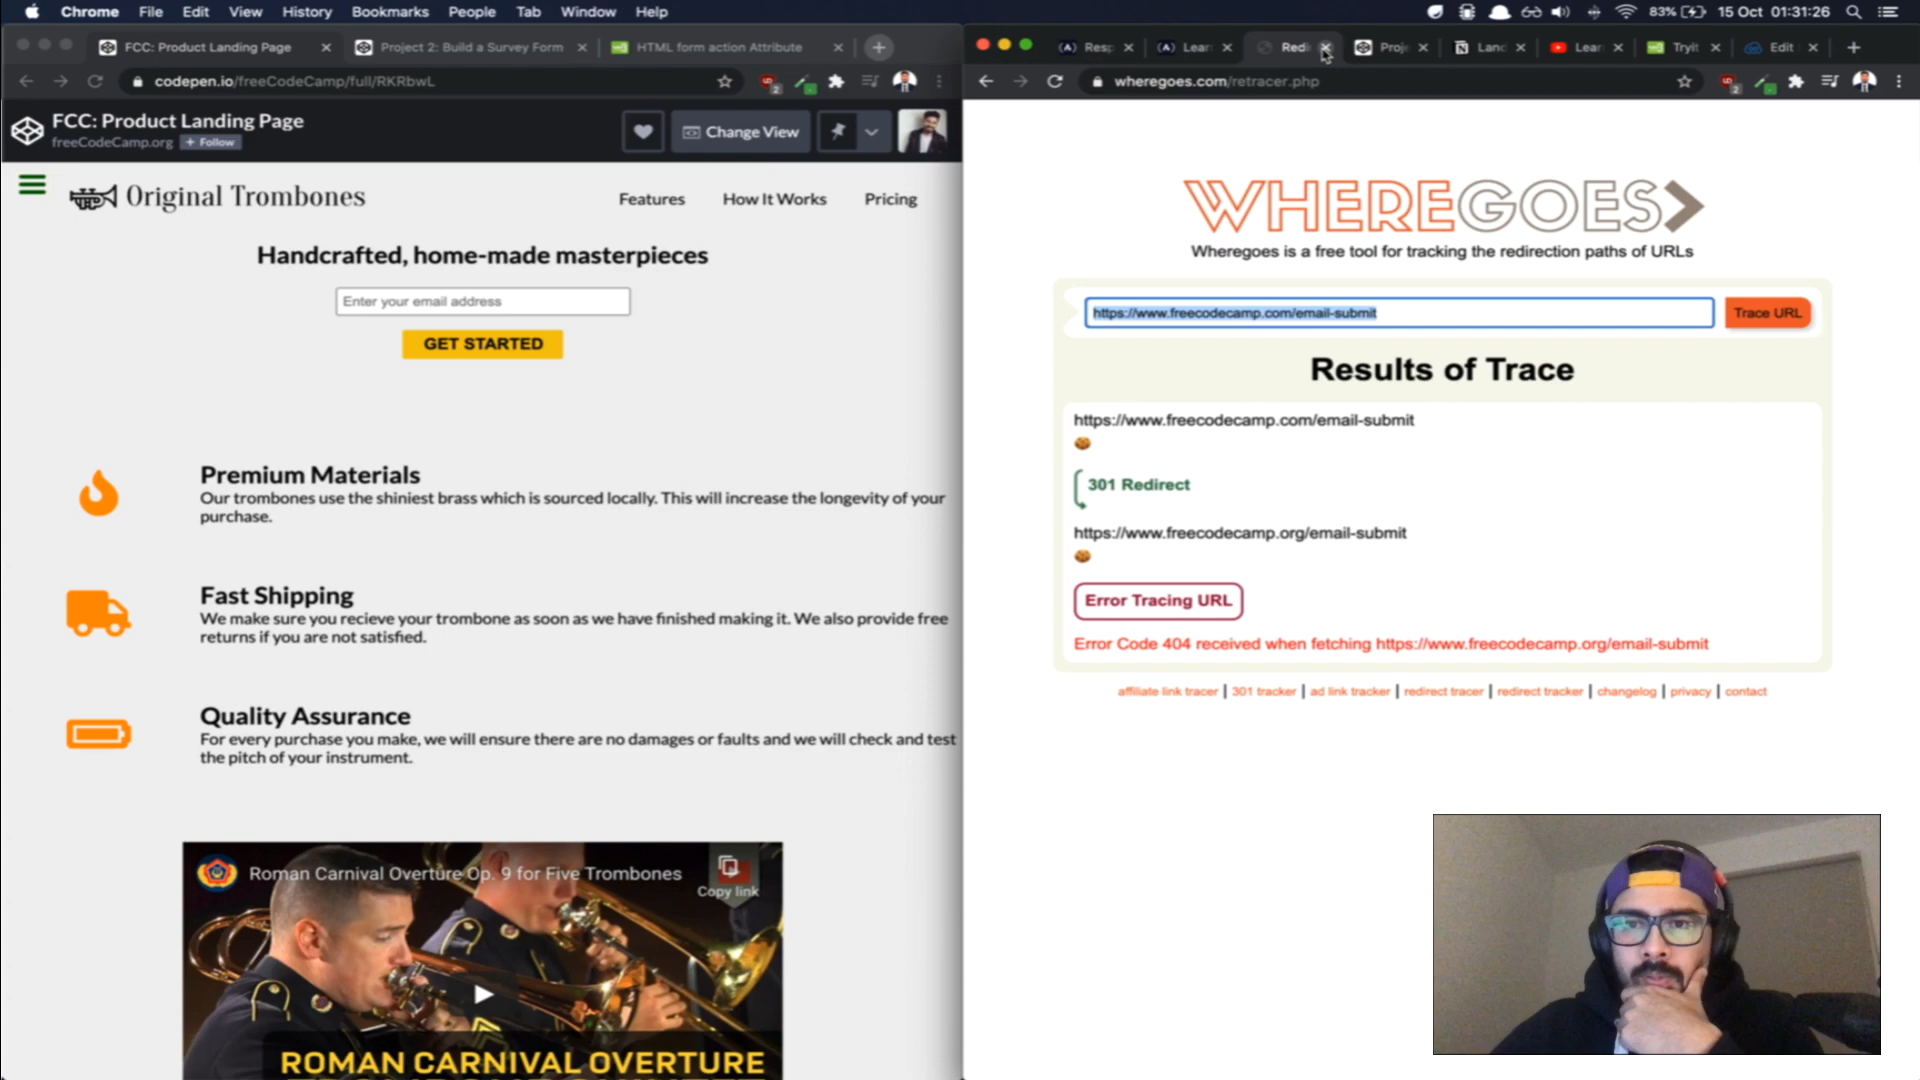 Chrome File Edit View History Bookmarks People Tab Window Help
83% 15 Oct 01:31:26
FCC: Product Landing Page
Project 2: Build a Survey Form
HTML form action Attribute
codepen.io/freeCodeCamp/full/RKRbwL
FCC: Product Landing Page
freeCodeCamp.org + Follow
Change View
Original Trombones
Features How It Works Pricing
Handcrafted, home-made masterpieces
Enter your email address
GET STARTED
Premium Materials
Our trombones use the shiniest brass which is sourced locally. This will increase the longevity of your
purchase.
Fast Shipping
We make sure you recieve your trombone as soon as we have finished making it. We also provide free
returns if you are not satisfied.
Quality Assurance
For every purchase you make, we will ensure there are no damages or faults and we will check and test
the pitch of your instrument.
Roman Carnival Overture Op. 9 for Five Trombones
Copy link
ROMAN CARNIVAL OVERTURE
Resp Lear Redi Proje Land Lear Tryit Edit
wheregoes.com/retracer.php
WHEREGOES
Wheregoes is a free tool for tracking the redirection paths of URLs
https://www.freecodecamp.com/email-submit
Trace URL
Results of Trace
https://www.freecodecamp.com/email-submit
301 Redirect
https://www.freecodecamp.org/email-submit
Error Tracing URL
Error Code 404 received when fetching https://www.freecodecamp.org/email-submit
affiliate link tracer | 301 tracker | ad link tracker | redirect tracer | redirect tracker | changelog | privacy | contact